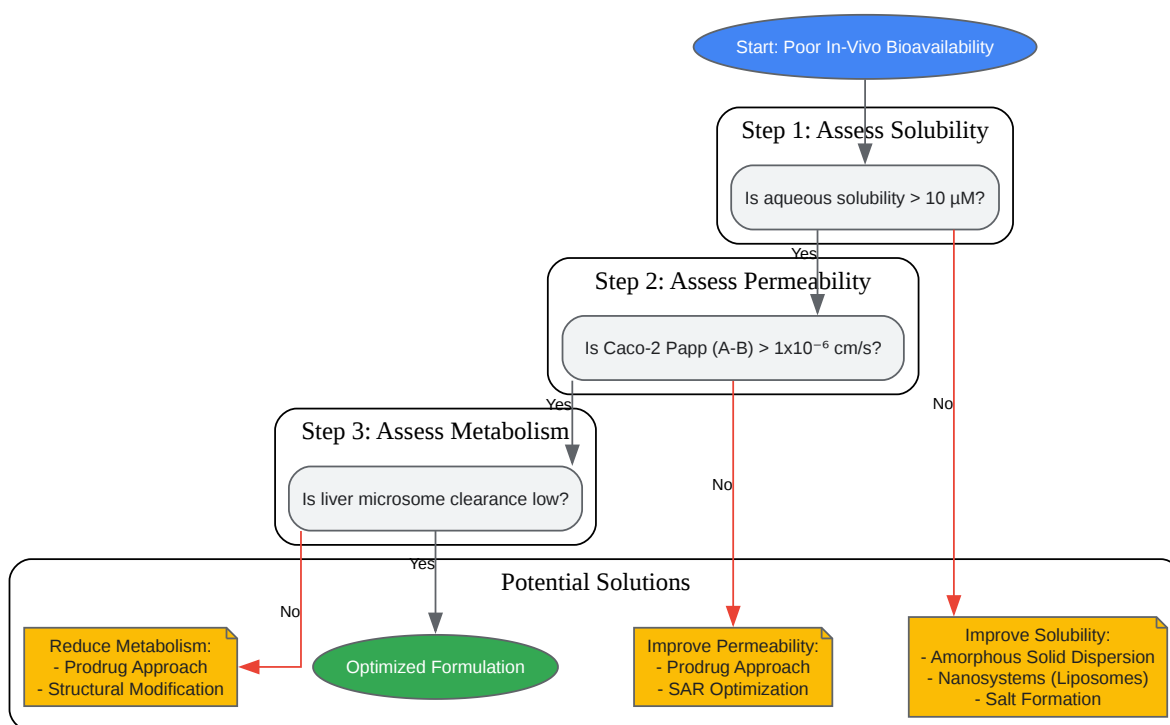 Start: Poor In-Vivo Bioavailability
Step 1: Assess Solubility
Is aqueous solubility > 10 µM?
Yes
Step 2: Assess Permeability
Is Caco-2 Papp (A-B) > 1x10⁻⁶ cm/s?
Yes
No
Step 3: Assess Metabolism
Is liver microsome clearance low?
No
Yes
Potential Solutions
No
Reduce Metabolism:
- Prodrug Approach
- Structural Modification
Optimized Formulation
Improve Permeability:
- Prodrug Approach
- SAR Optimization
Improve Solubility:
- Amorphous Solid Dispersion
- Nanosystems (Liposomes)
- Salt Formation